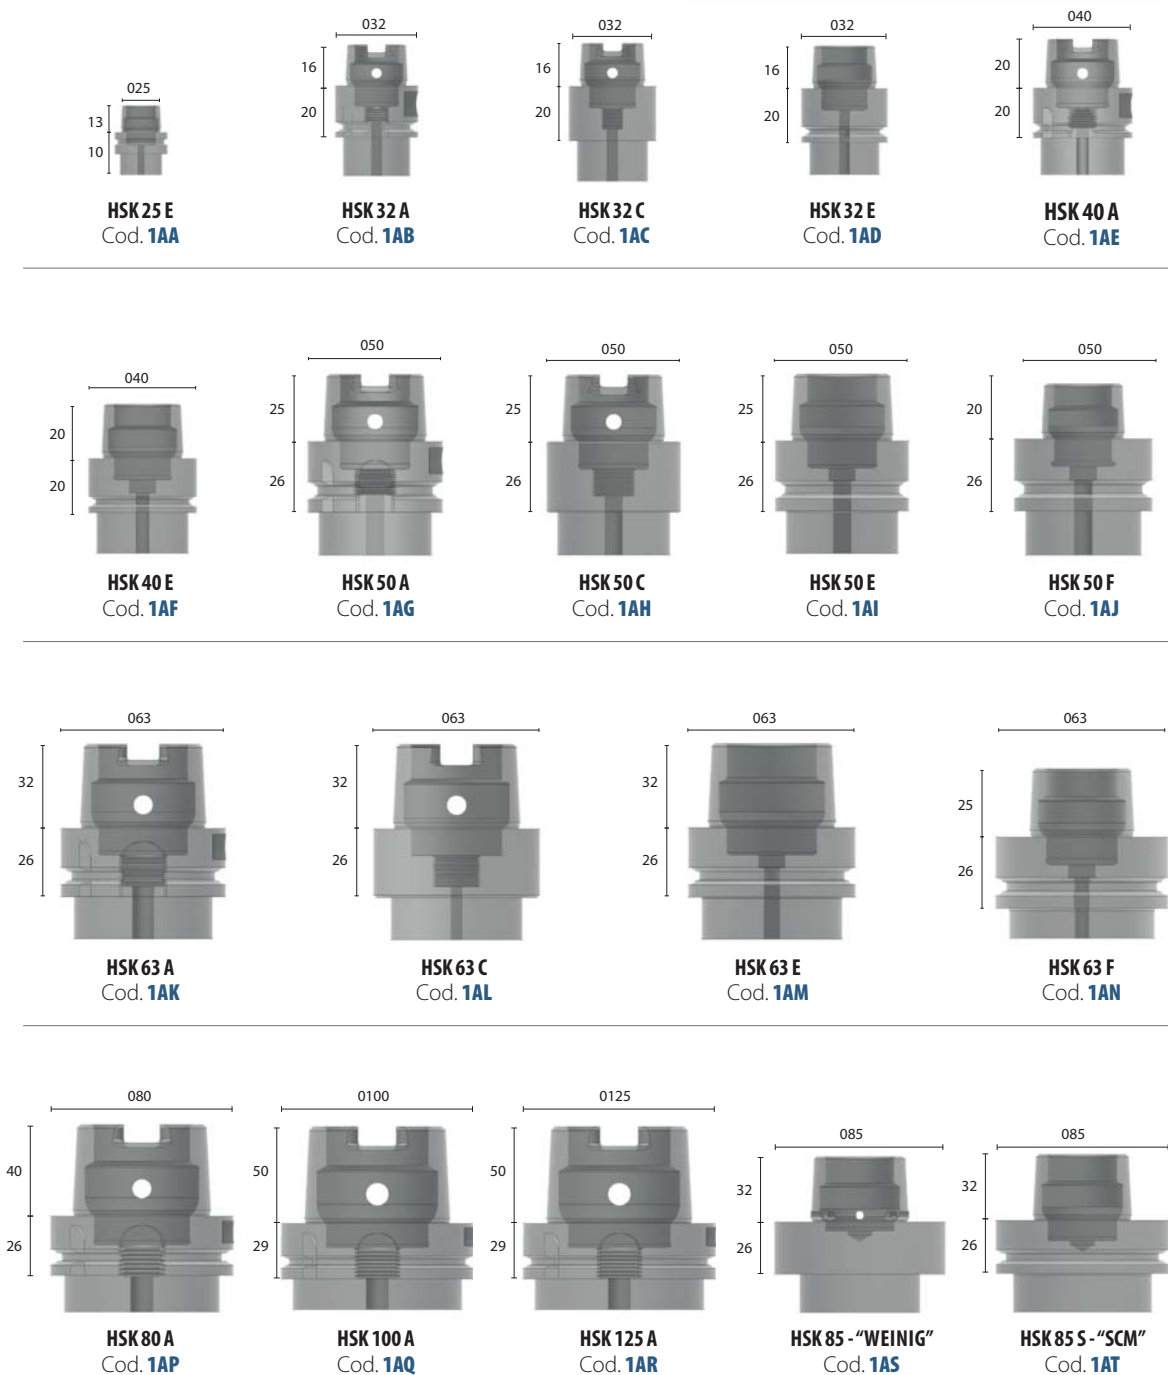 025
13
10
HSK 25 E
Cod. 1AA
032
16
20
HSK 32 A
Cod. 1AB
032
16
20
HSK 32 C
Cod. 1AC
032
16
20
HSK 32 E
Cod. 1AD
040
20
20
HSK 40 A
Cod. 1AE
040
20
20
HSK 40 E
Cod. 1AF
050
25
26
HSK 50 A
Cod. 1AG
050
25
26
HSK 50 C
Cod. 1AH
050
25
26
HSK 50 E
Cod. 1AI
050
20
26
HSK 50 F
Cod. 1AJ
063
32
26
HSK 63 A
Cod. 1AK
063
32
26
HSK 63 C
Cod. 1AL
063
32
26
HSK 63 E
Cod. 1AM
063
25
26
HSK 63 F
Cod. 1AN
080
40
26
HSK 80 A
Cod. 1AP
0100
50
29
HSK 100 A
Cod. 1AQ
0125
50
29
HSK 125 A
Cod. 1AR
085
32
26
HSK 85 - “WEINIG”
Cod. 1AS
085
32
26
HSK 85 S - “SCM”
Cod. 1AT